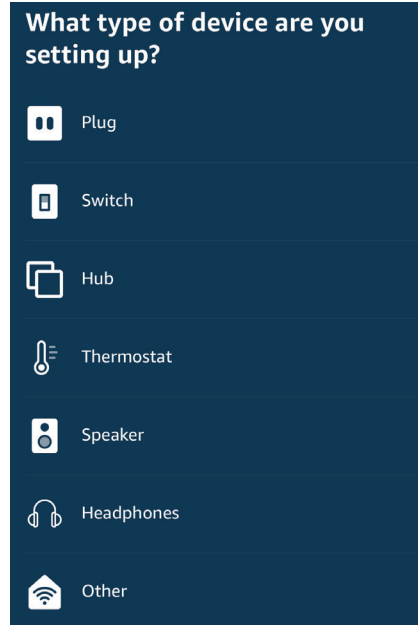 What type of device are you
setting up?
Plug
Switch
Hub
Thermostat
Speaker
Headphones
Other